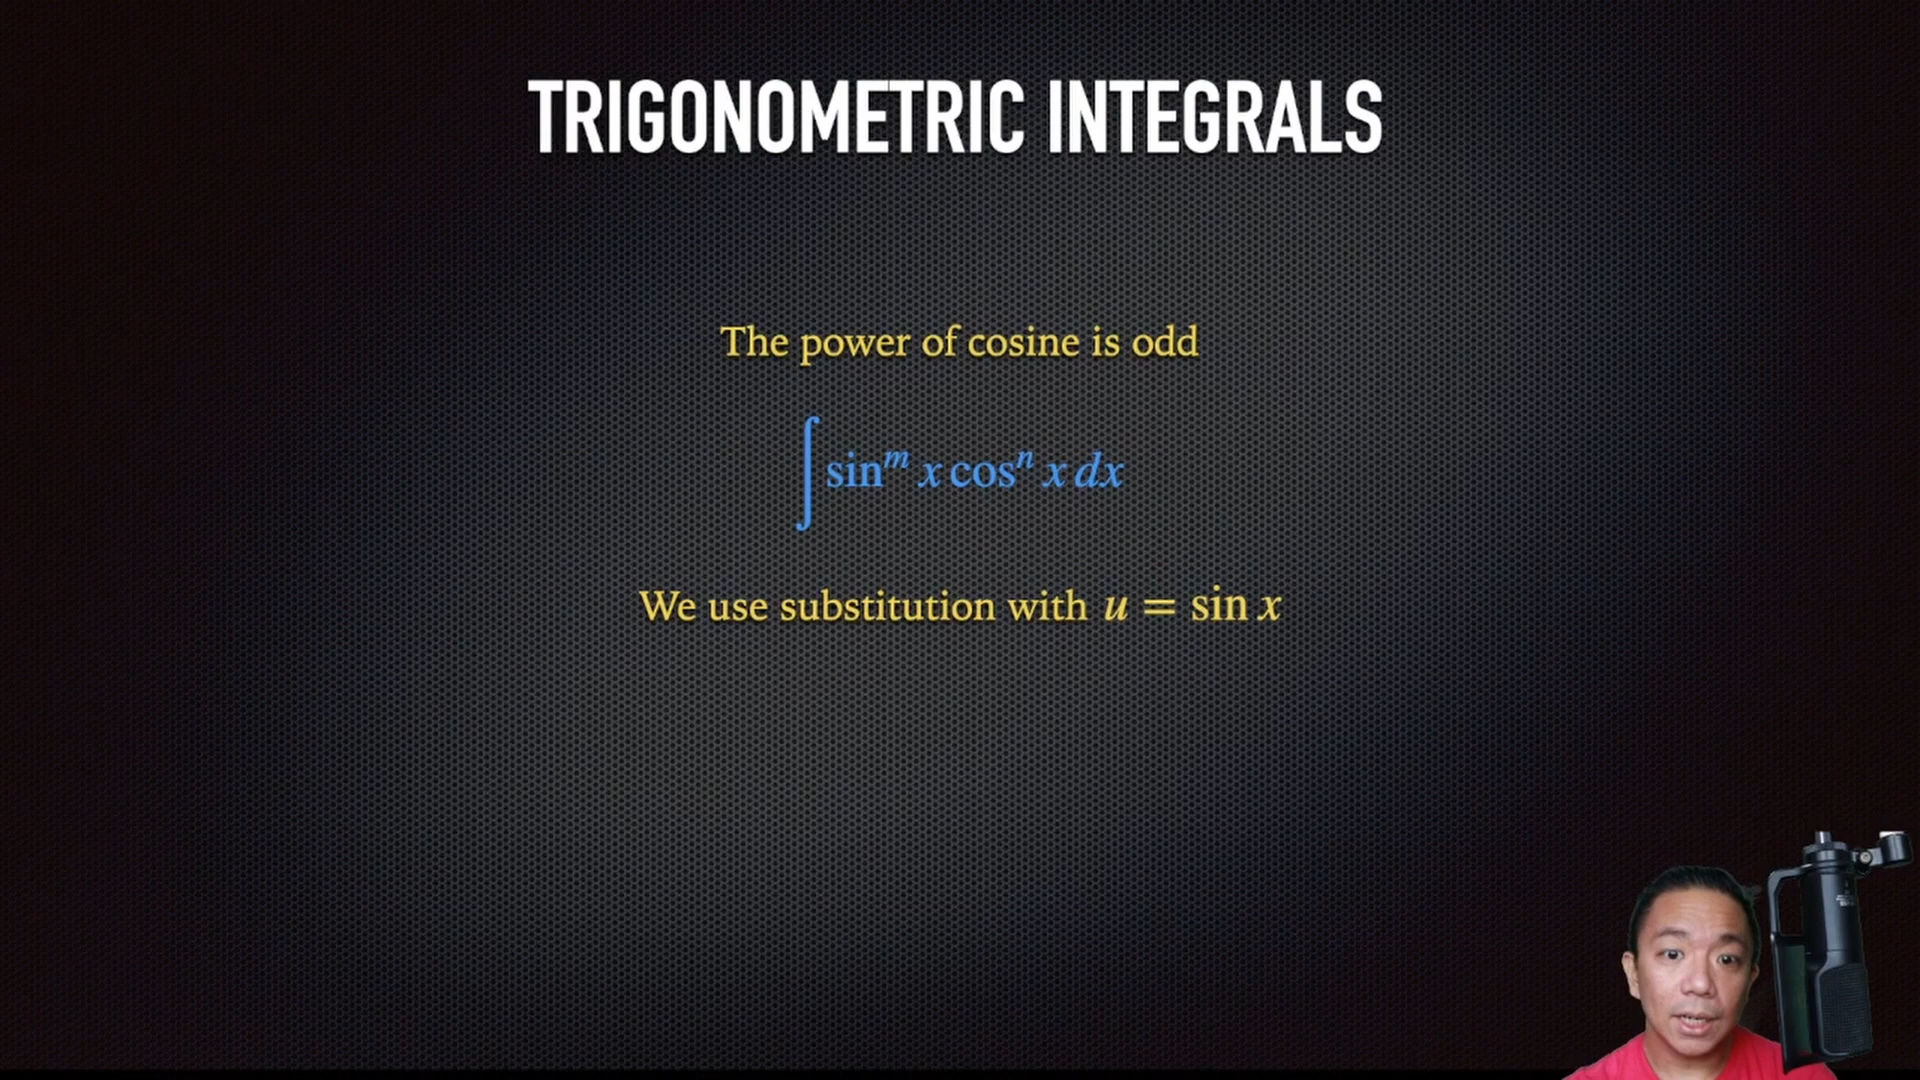 TRIGONOMETRIC INTEGRALS
The power of cosine is odd
∫ sinᵐ x cosⁿ x dx
We use substitution with u = sin x